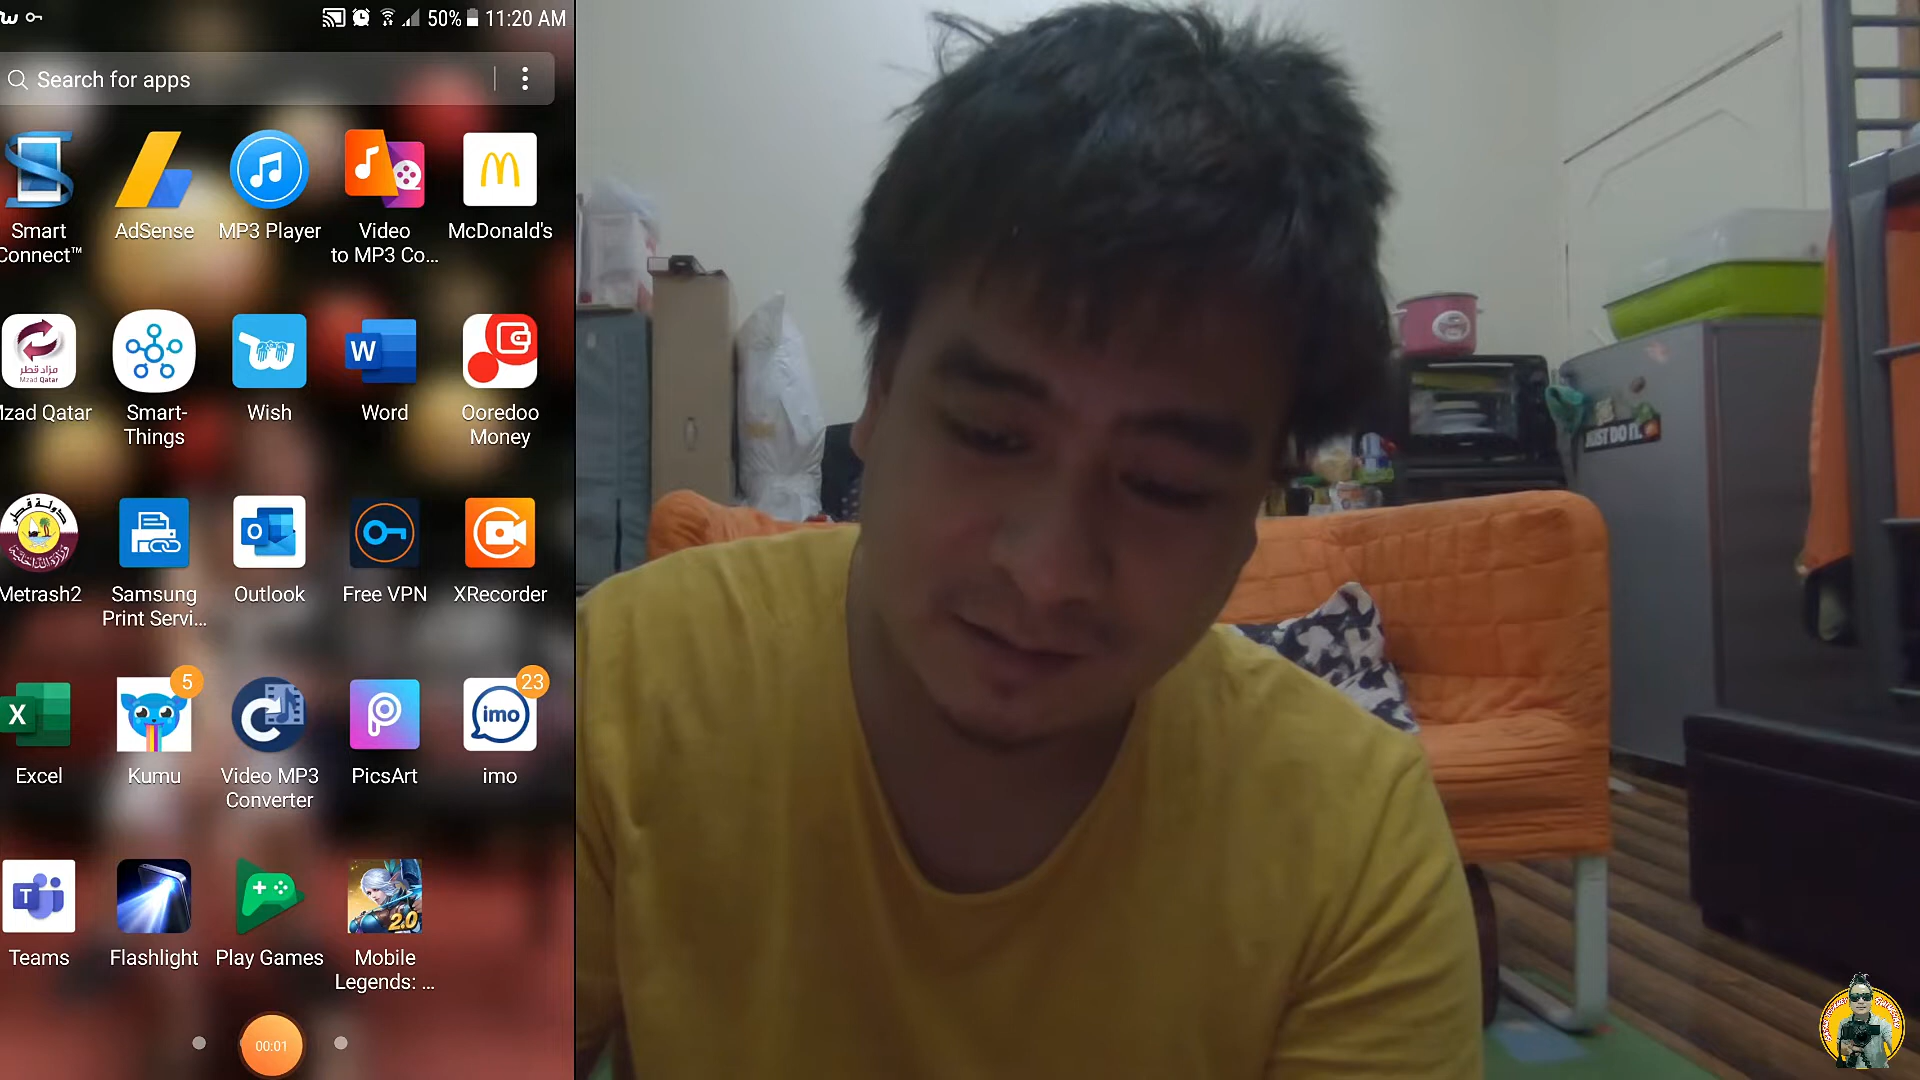 50% 11:20 AM
Search for apps
Smart
Connect™
AdSense
MP3 Player
Video
to MP3 Co...
McDonald's
مزاد قطر
Mzad Qatar
Mzad Qatar
Smart-
Things
Wish
W
Word
Ooredoo
Money
Metrash2
Samsung
Print Servi...
O
Outlook
Free VPN
XRecorder
X
Excel
5
Kumu
Video MP3
Converter
PicsArt
23
imo
imo
T
Teams
Flashlight
Play Games
2.0
Mobile
Legends: ...
00:01
JUST DO IT.